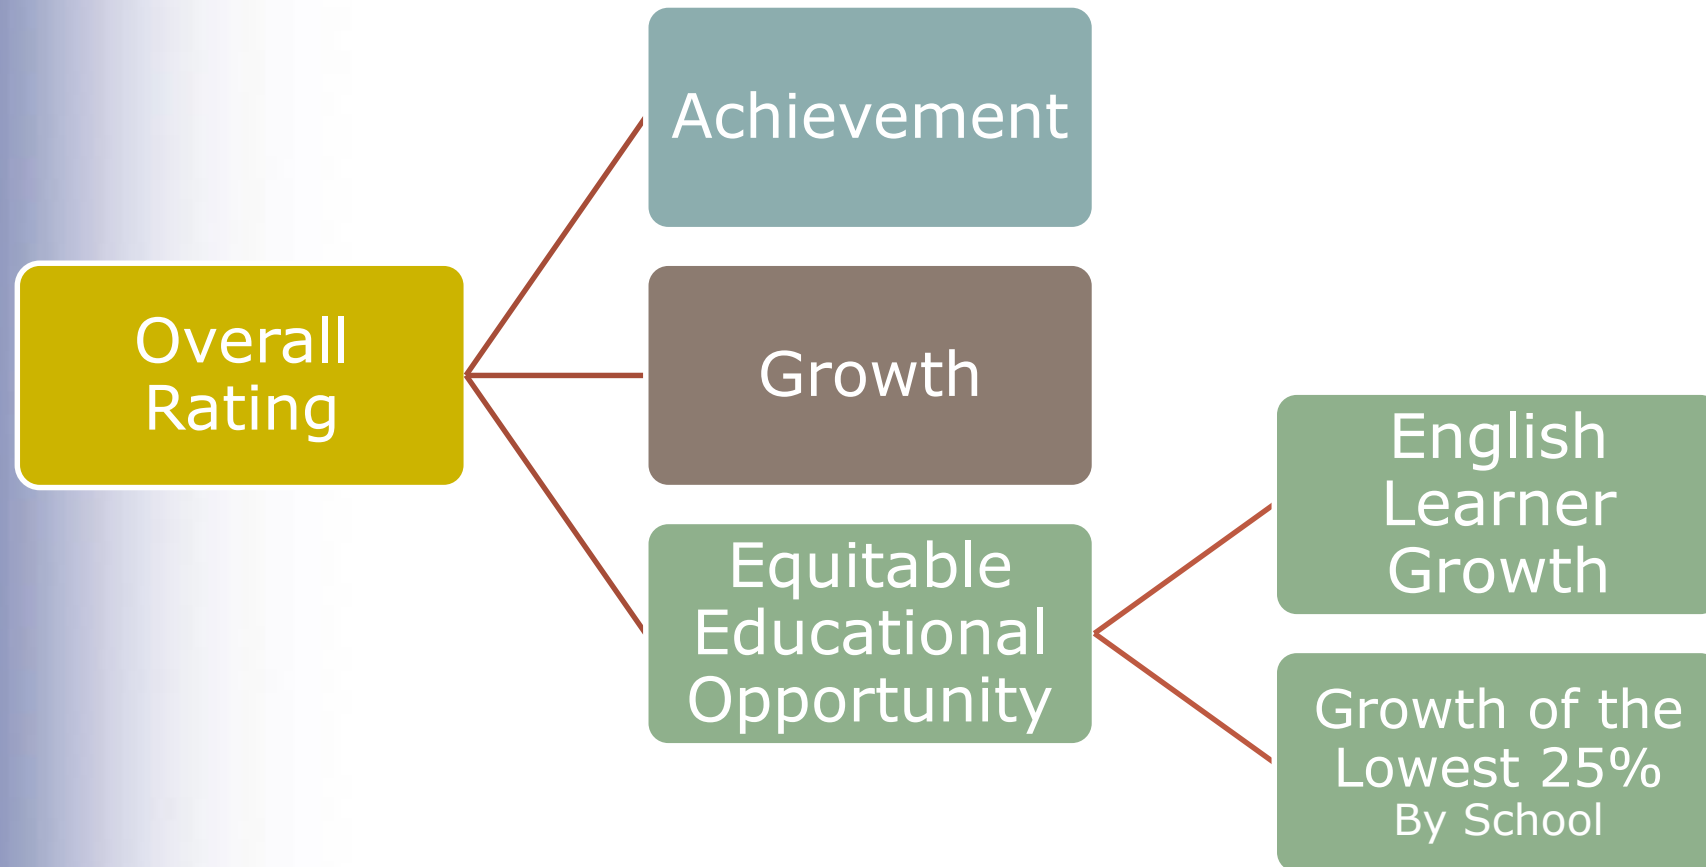 Achievement
Overall
Rating
Growth
Equitable
Educational
Opportunity
English
Learner
Growth
Growth of the
Lowest 25%
By School